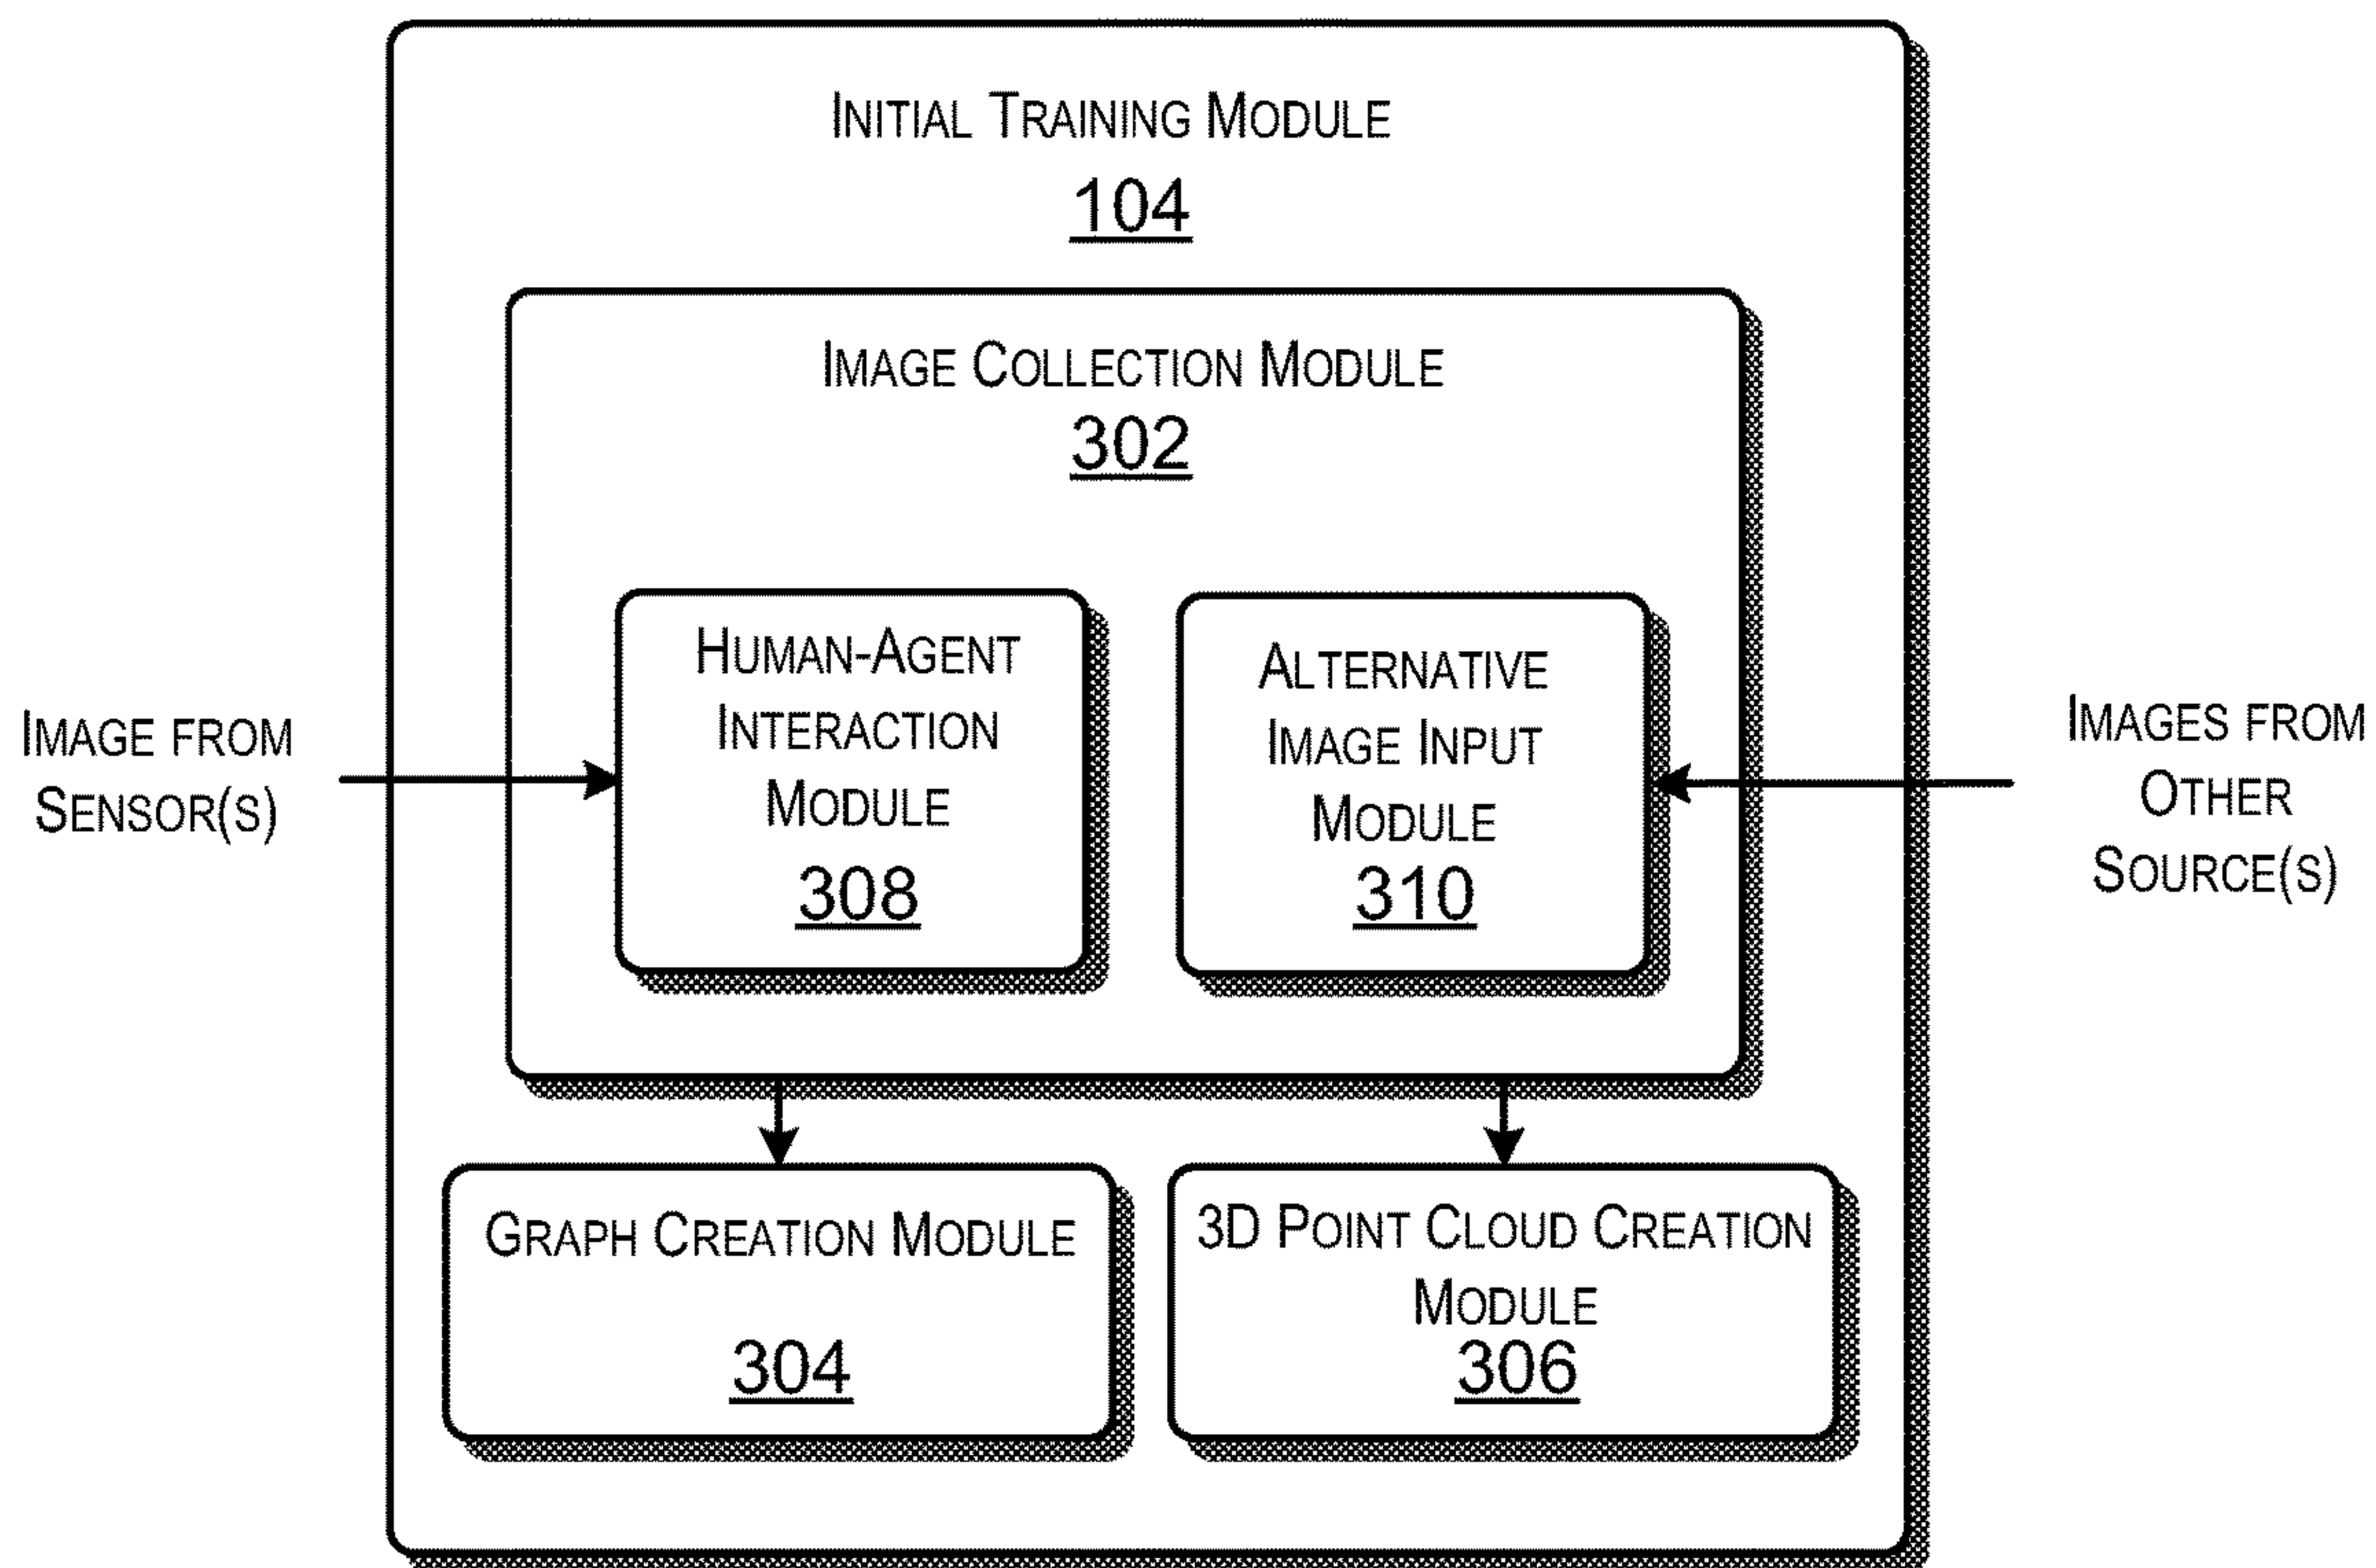 Initial Training Module
104
Image Collection Module
302
Image from
Sensor(s)
Human-Agent
Interaction
Module
308
Alternative
Image Input
Module
310
Images from
Other
Source(s)
Graph Creation Module
304
3D Point Cloud Creation
Module
306